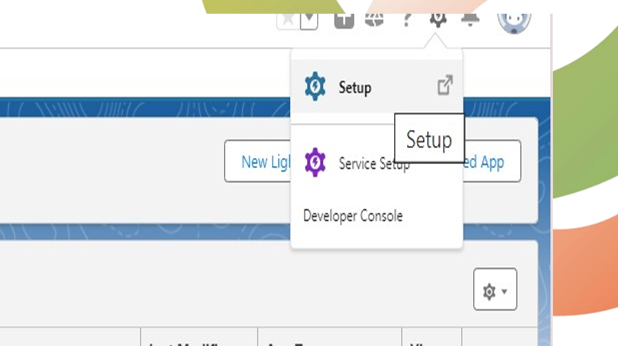 Setup
Setup
New Lig
Service Setup
ed App
Developer Console